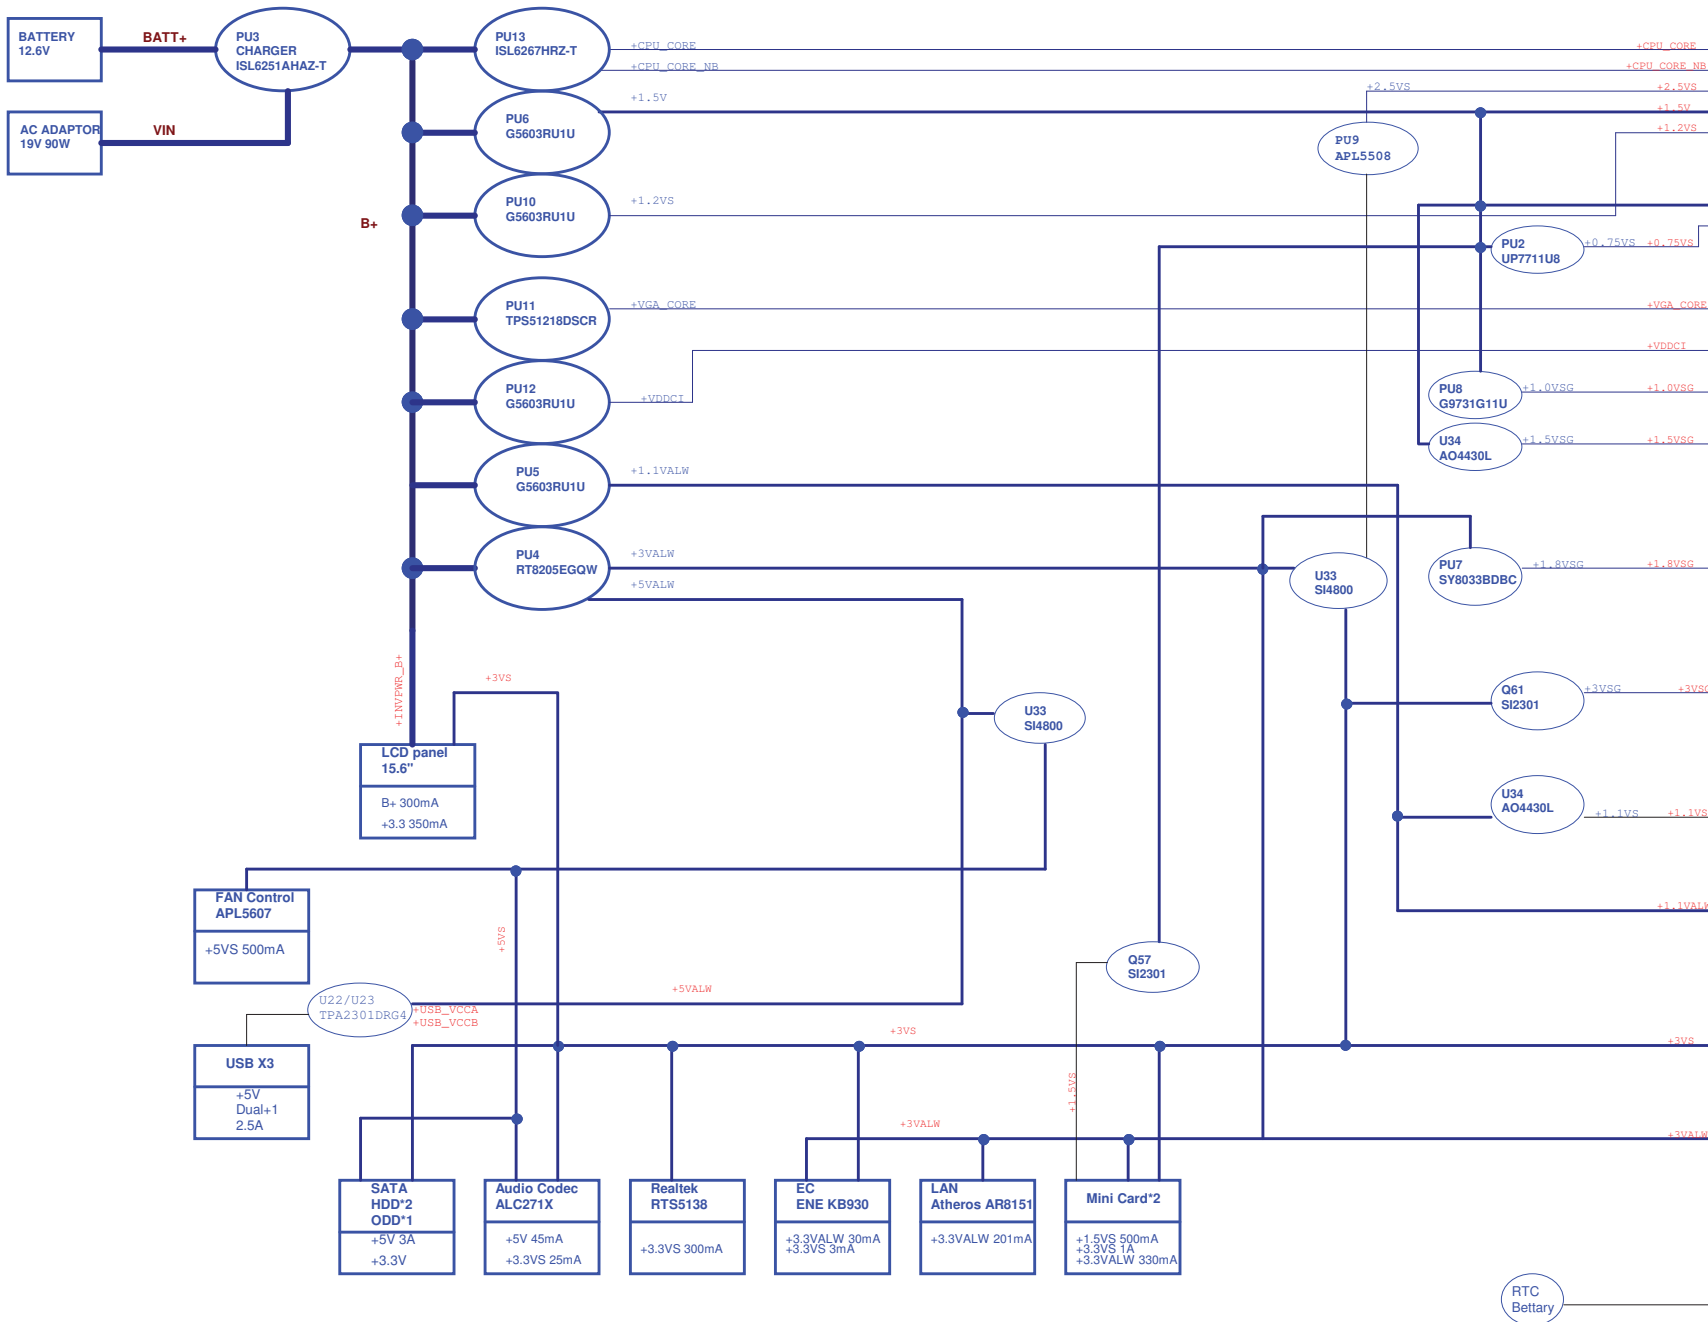 BATTERY
12.6V
BATT+
PU3
CHARGER
ISL6251AHAZ-T
AC ADAPTOR
19V 90W
VIN
B+
PU13
ISL6267HRZ-T
+CPU_CORE
+CPU_CORE_NB
+CPU_CORE
+CPU_CORE_NB
PU6
G5603RU1U
+1.5V
+2.5VS
+2.5VS
+1.5V
+1.2VS
PU9
APL5508
PU10
G5603RU1U
+1.2VS
PU2
UP7711U8
+0.75VS
+0.75VS
PU11
TPS51218DSCR
+VGA_CORE
+VGA_CORE
+VDDCI
PU12
G5603RU1U
+VDDCI
PU8
G9731G11U
+1.0VSG
+1.0VSG
U34
AO4430L
+1.5VSG
+1.5VSG
PU5
G5603RU1U
+1.1VALW
PU4
RT8205EGQW
+3VALW
+5VALW
U33
SI4800
PU7
SY8033BDBC
+1.8VSG
+1.8VSG
+INVPWR_B+
+3VS
U33
SI4800
Q61
SI2301
+3VSG
+3VSG
LCD panel
15.6"
B+ 300mA
+3.3 350mA
U34
AO4430L
+1.1VS
+1.1VS
FAN Control
APL5607
+5VS 500mA
+5VS
+1.1VALW
Q57
SI2301
U22/U23
TPA2301DRG4
+USB_VCCA
+USB_VCCB
+5VALW
+3VS
+3VS
USB X3
+5V
Dual+1
2.5A
+1.5VS
+3VALW
+3VALW
SATA
HDD*2
ODD*1
+5V 3A
+3.3V
Audio Codec
ALC271X
+5V 45mA
+3.3VS 25mA
Realtek
RTS5138
+3.3VS 300mA
EC
ENE KB930
+3.3VALW 30mA
+3.3VS 3mA
LAN
Atheros AR8151
+3.3VALW 201mA
Mini Card*2
+1.5VS 500mA
+3.3VS 1A
+3.3VALW 330mA
RTC
Bettary